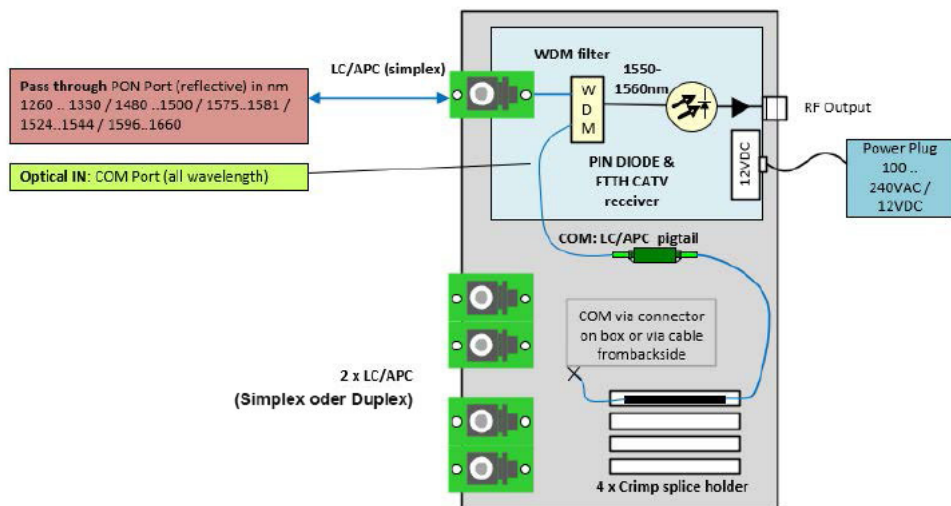 Pass through PON Port (reflective) in nm
1260 .. 1330 / 1480 ..1500 / 1575..1581 /
1524..1544 / 1596..1660
Optical IN: COM Port (all wavelength)
LC/APC (simplex)
WDM filter
W
D
M
1550-
1560nm
PIN DIODE &
FTTH CATV
receiver
12VDC
RF Output
Power Plug
100 ..
240VAC /
12VDC
COM: LC/APC pigtail
COM via connector
on box or via cable
frombackside
2 x LC/APC
(Simplex oder Duplex)
4 x Crimp splice holder